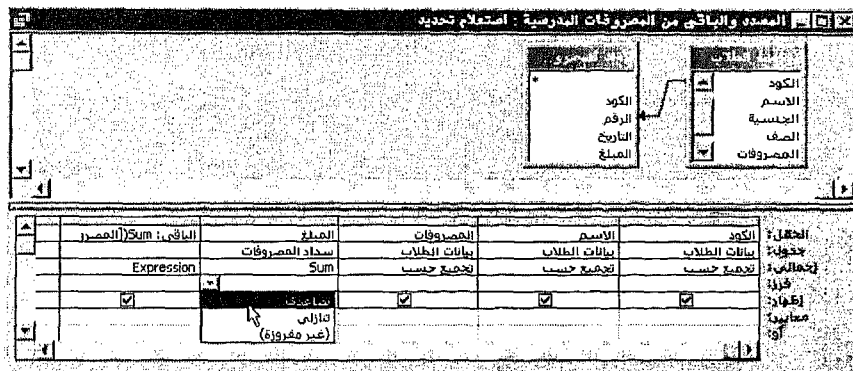 المسدد والباقي من المصروفات المدرسية : استعلام تحديد
الكود
الاسم
الجنسية
الصف
المصروفات
*
الكود
الرقم
التاريخ
المبلغ
الحقل: الكود الاسم المصروفات المبلغ الباقي: Sum([المصر
جدول: بيانات الطلاب بيانات الطلاب بيانات الطلاب سداد المصروفات
إجمالي: تجميع حسب تجميع حسب تجميع حسب Sum Expression
فرز:
إظهار: تصاعدي
معايير: تنازلي
أو: (غير مفروزة)